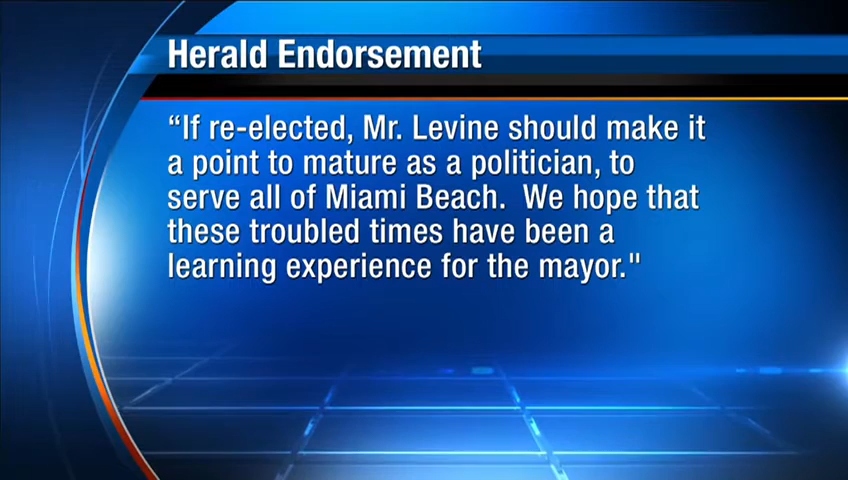 Herald Endorsement
“If re-elected, Mr. Levine should make it
a point to mature as a politician, to
serve all of Miami Beach.  We hope that
these troubled times have been a
learning experience for the mayor."